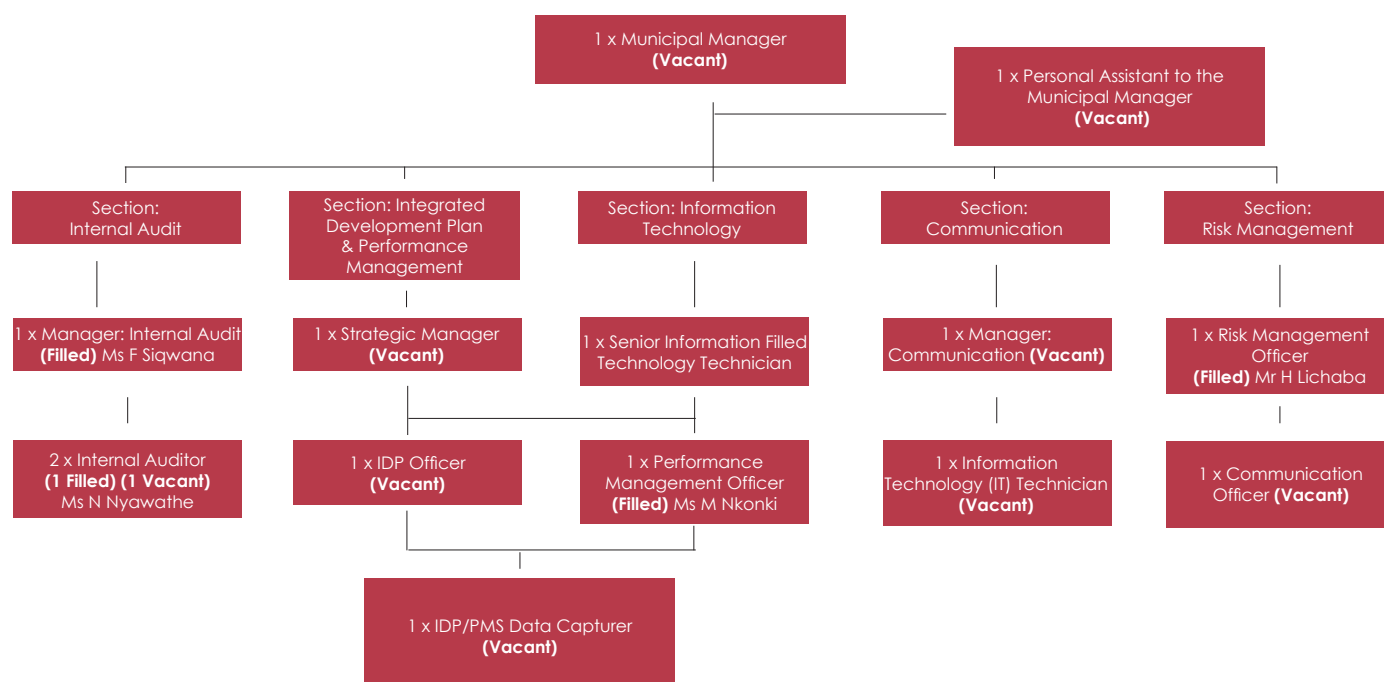 1 x Municipal Manager
(Vacant)
1 x Personal Assistant to the
Municipal Manager
(Vacant)
Section:
Internal Audit
Section: Integrated
Development Plan
& Performance
Management
Section: Information
Technology
Section:
Communication
Section:
Risk Management
1 x Manager: Internal Audit
(Filled) Ms F Siqwana
1 x Strategic Manager
(Vacant)
1 x Senior Information Filled
Technology Technician
1 x Manager:
Communication (Vacant)
1 x Risk Management
Officer
(Filled) Mr H Lichaba
2 x Internal Auditor
(1 Filled) (1 Vacant)
Ms N Nyawathe
1 x IDP Officer
(Vacant)
1 x Performance
Management Officer
(Filled) Ms M Nkonki
1 x Information
Technology (IT) Technician
(Vacant)
1 x Communication
Officer (Vacant)
1 x IDP/PMS Data Capturer
(Vacant)